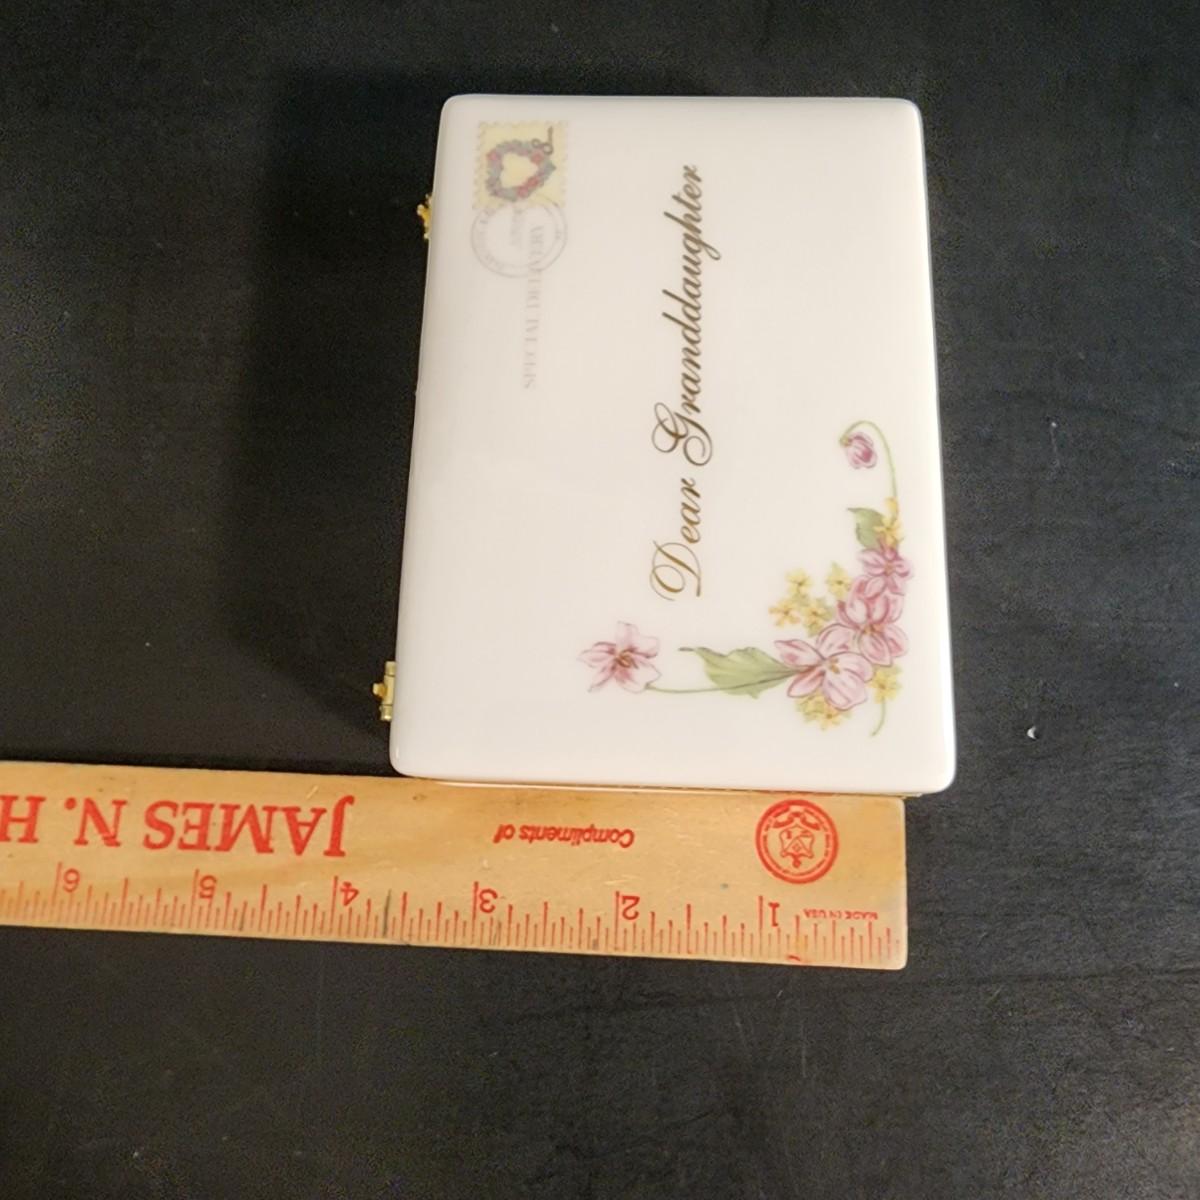 Dear Granddaughter
SPECIAL DELIVERY
Compliments of
JAMES N. H
MADE IN USA
1 2 3 4 5 6